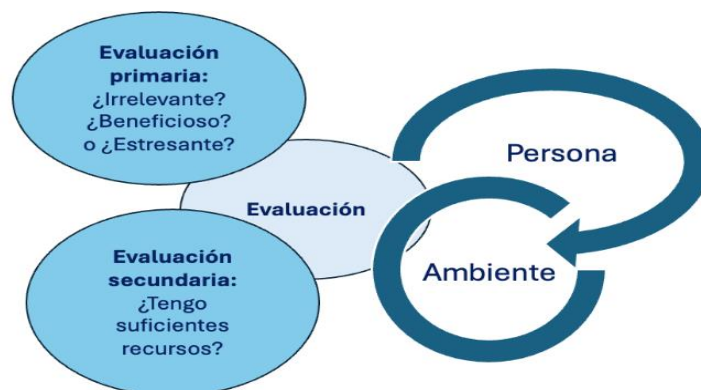 Evaluación
primaria:
¿Irrelevante?
¿Beneficioso?
o ¿Estresante?
Evaluación
Evaluación
secundaria:
¿Tengo
suficientes
recursos?
Persona
Ambiente